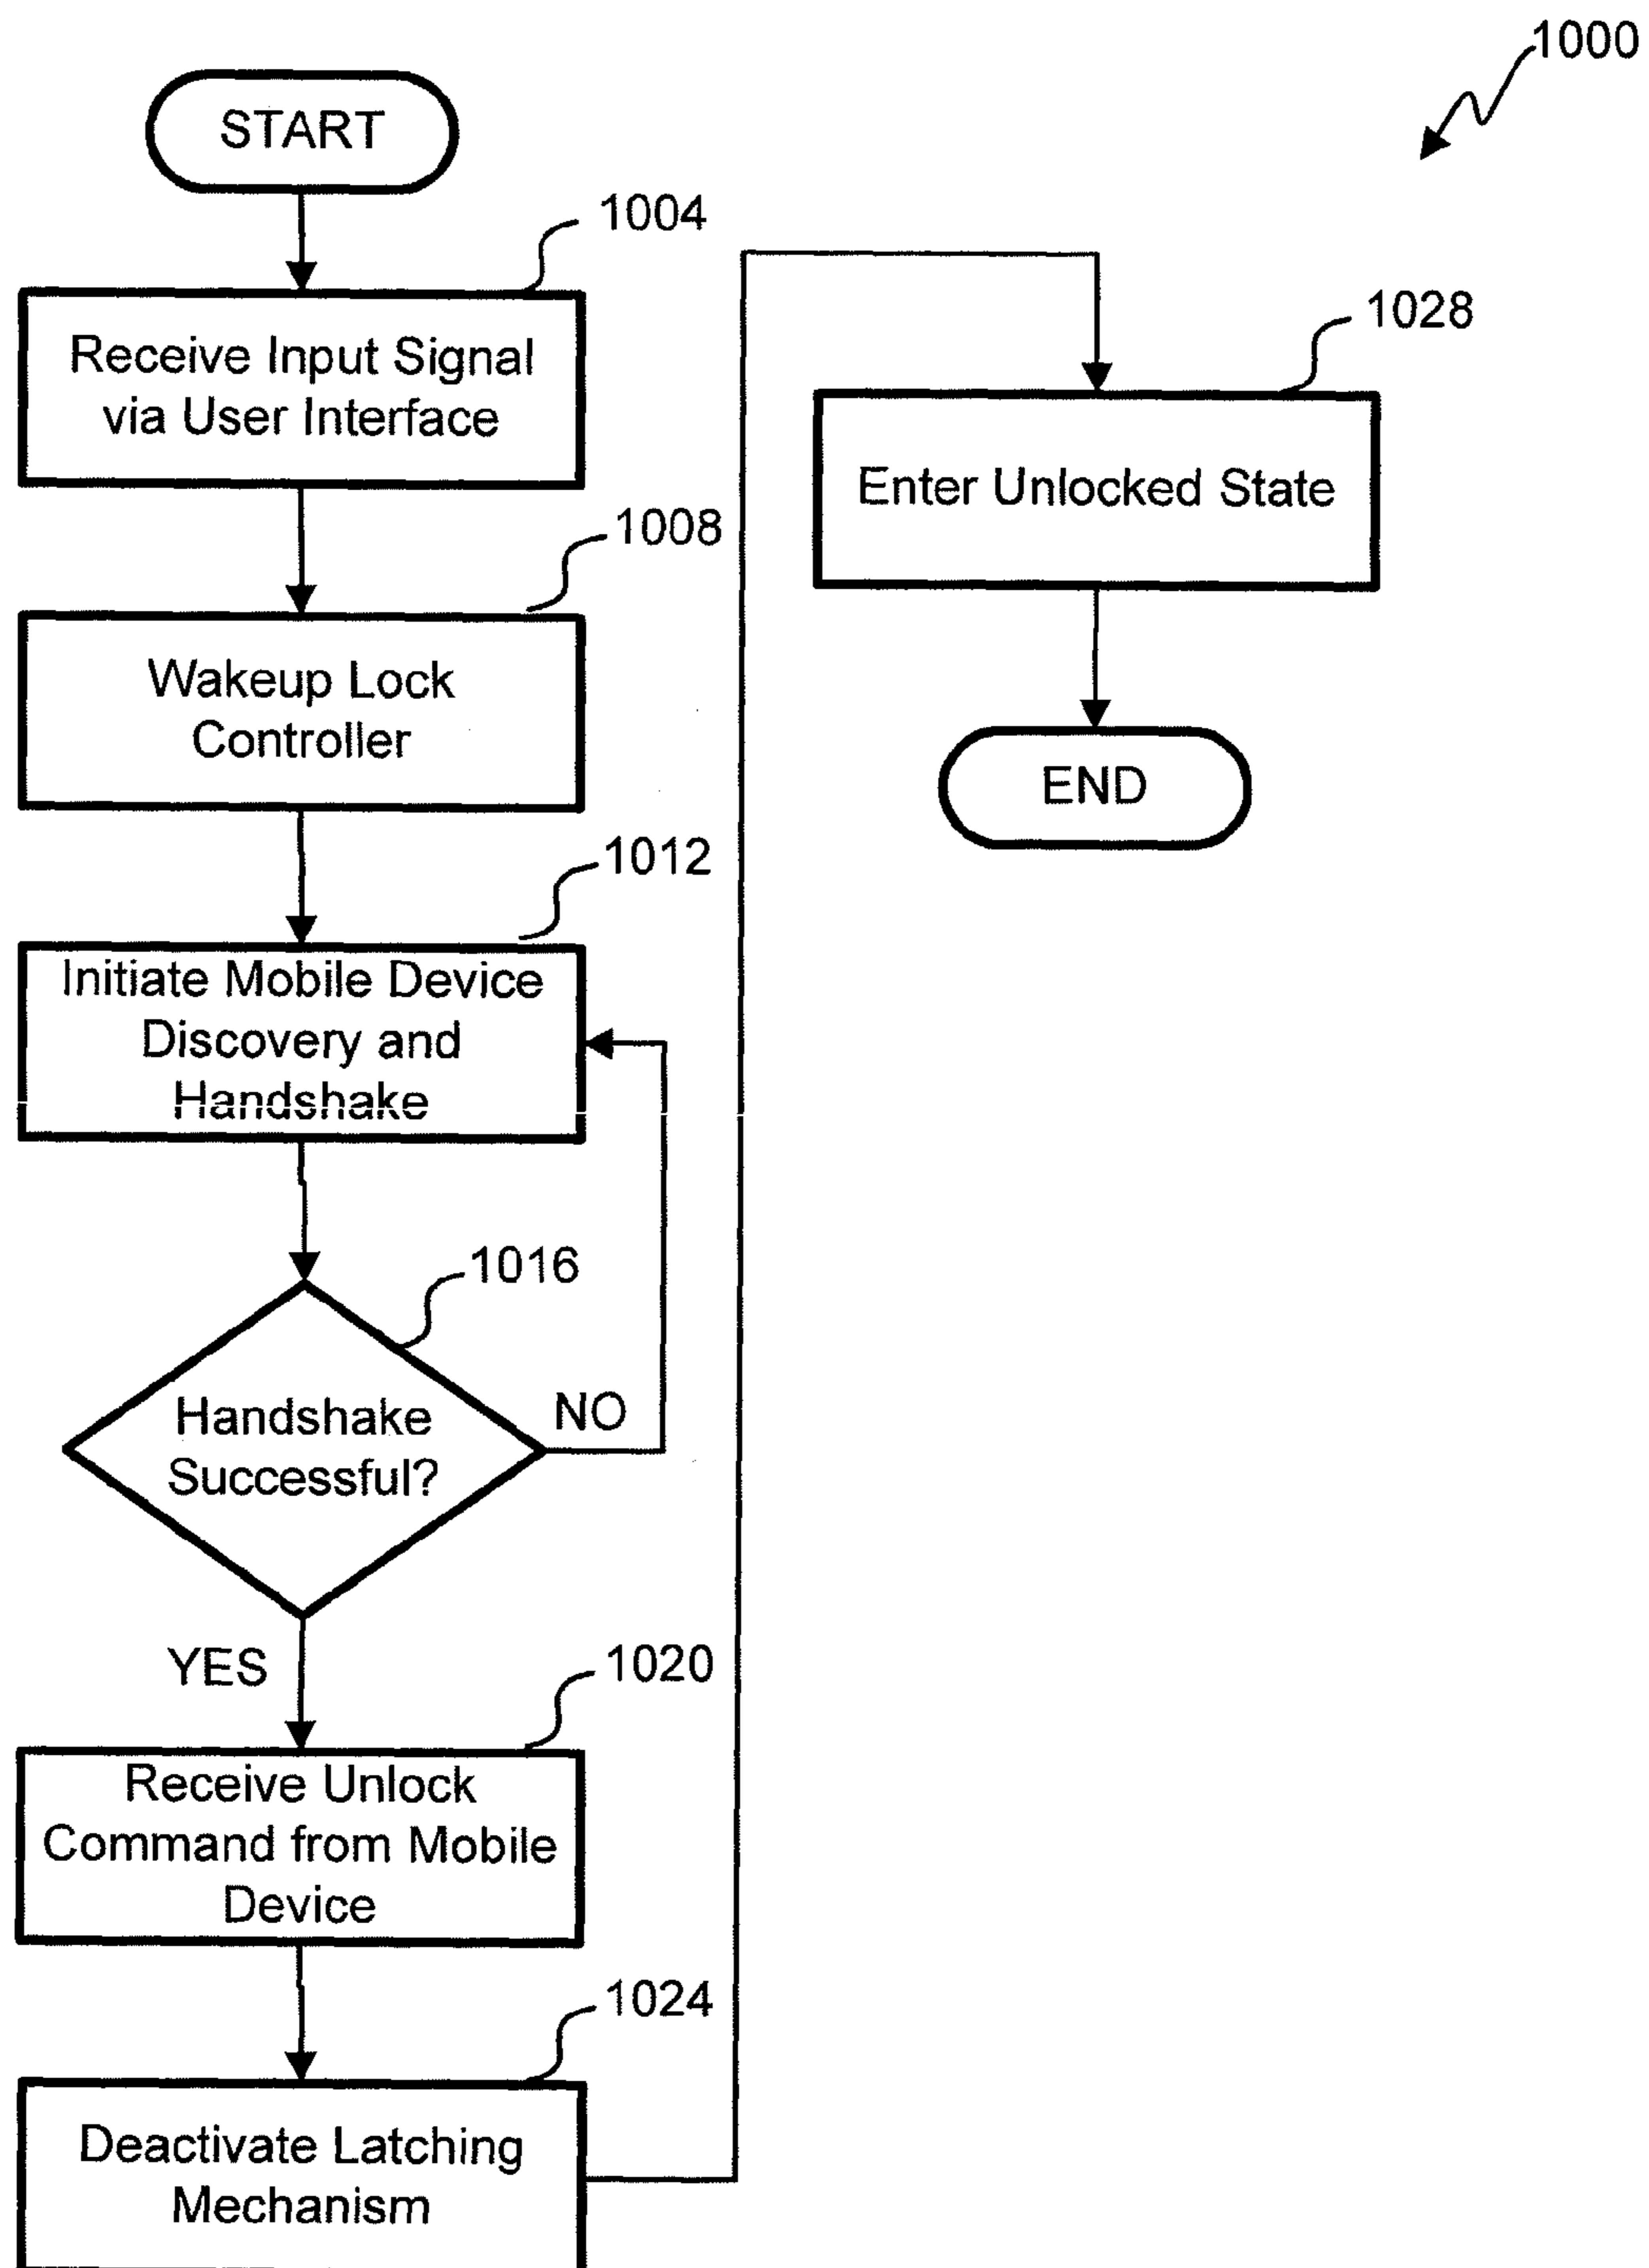 1000
START
1004
Receive Input Signal
via User Interface
1008
Wakeup Lock
Controller
1012
Initiate Mobile Device
Discovery and
Handshake
1016
Handshake
Successful?
NO
YES
1020
Receive Unlock
Command from Mobile
Device
1024
Deactivate Latching
Mechanism
1028
Enter Unlocked State
END